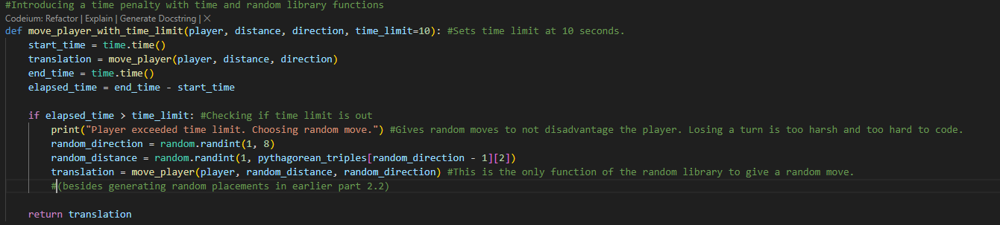 #Introducing a time penalty with time and random library functions
Codeium: Refactor | Explain | Generate Docstring | X
def move_player_with_time_limit(player, distance, direction, time_limit=10): #Sets time limit at 10 seconds.
    start_time = time.time()
    translation = move_player(player, distance, direction)
    end_time = time.time()
    elapsed_time = end_time - start_time

    if elapsed_time > time_limit: #Checking if time limit is out
        print("Player exceeded time limit. Choosing random move.") #Gives random moves to not disadvantage the player. Losing a turn is too harsh and too hard to code.
        random_direction = random.randint(1, 8)
        random_distance = random.randint(1, pythagorean_triples[random_direction - 1][2])
        translation = move_player(player, random_distance, random_direction) #This is the only function of the random library to give a random move.
        #(besides generating random placements in earlier part 2.2)

    return translation